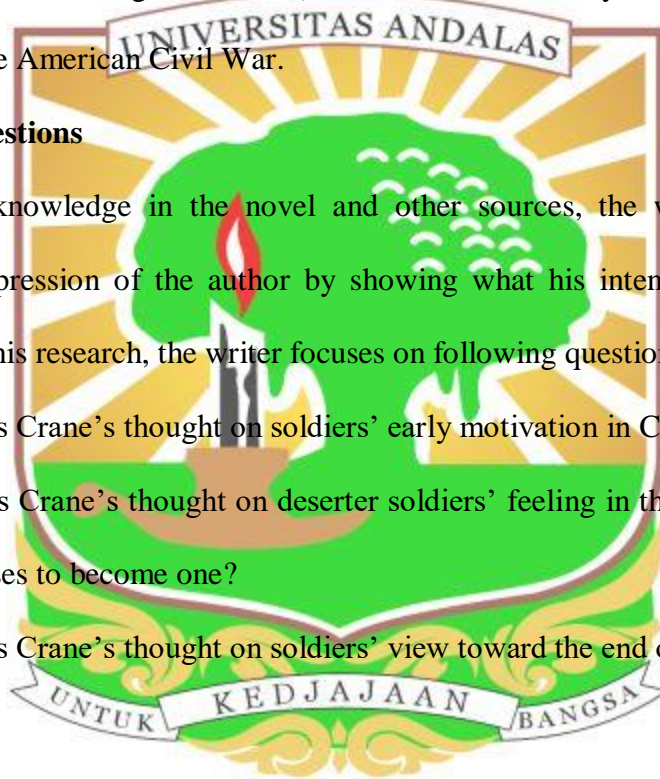 UNIVERSITAS ANDALAS
e American Civil War.
estions
knowledge in the novel and other sources, the
pression of the author by showing what his inten
his research, the writer focuses on following question
s Crane's thought on soldiers' early motivation in C
s Crane's thought on deserter soldiers' feeling in th
ses to become one?
s Crane's thought on soldiers' view toward the end
UNTUK KEDJAJAAN BANGSA